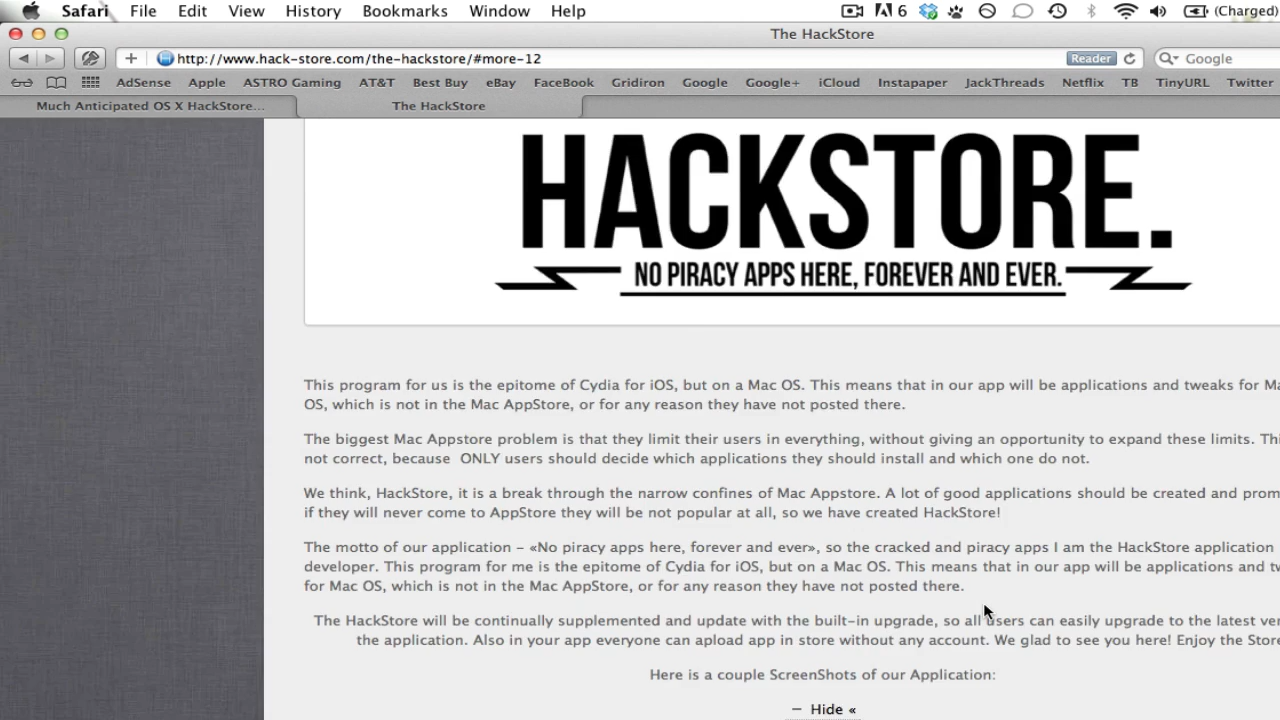 Safari File Edit View History Bookmarks Window Help 6 (Charged)
The HackStore
http://www.hack-store.com/the-hackstore/#more-12 Reader Google
AdSense Apple ASTRO Gaming AT&T Best Buy eBay FaceBook Gridiron Google Google+ iCloud Instapaper JackThreads Netflix TB TinyURL Twitter
Much Anticipated OS X HackStore... The HackStore
HACKSTORE.
NO PIRACY APPS HERE, FOREVER AND EVER.
This program for us is the epitome of Cydia for iOS, but on a Mac OS. This means that in our app will be applications and tweaks for Ma
OS, which is not in the Mac AppStore, or for any reason they have not posted there.
The biggest Mac Appstore problem is that they limit their users in everything, without giving an opportunity to expand these limits. Thi
not correct, because ONLY users should decide which applications they should install and which one do not.
We think, HackStore, it is a break through the narrow confines of Mac Appstore. A lot of good applications should be created and prom
if they will never come to AppStore they will be not popular at all, so we have created HackStore!
The motto of our application – «No piracy apps here, forever and ever», so the cracked and piracy apps I am the HackStore application
developer. This program for me is the epitome of Cydia for iOS, but on a Mac OS. This means that in our app will be applications and tw
for Mac OS, which is not in the Mac AppStore, or for any reason they have not posted there.
The HackStore will be continually supplemented and update with the built-in upgrade, so all users can easily upgrade to the latest ver
the application. Also in your app everyone can apload app in store without any account. We glad to see you here! Enjoy the Store
Here is a couple ScreenShots of our Application:
− Hide «